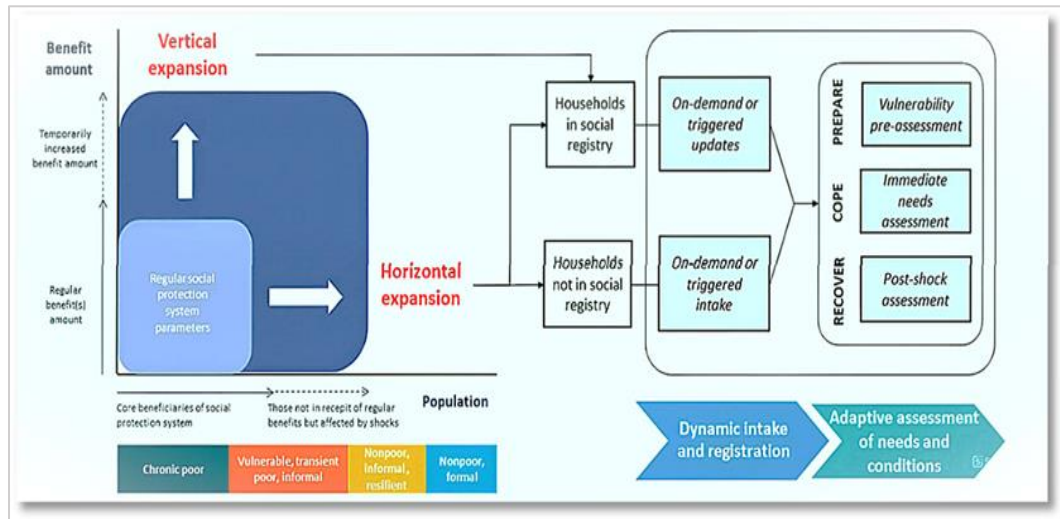 Benefit
amount
Vertical
expansion
Temporarily
increased
benefit amount
Regular
benefit(s)
amount
Regular social
protection
system
parameters
Horizontal
expansion
Core beneficiaries of social
protection system
Those not in receipt of regular
benefits but affected by shocks
Population
Chronic poor
Vulnerable, transient
poor, informal
Nonpoor,
informal,
resilient
Nonpoor,
formal
Households
in social
registry
Households
not in social
registry
On-demand or
triggered
updates
On-demand or
triggered
intake
PREPARE
Vulnerability
pre-assessment
COPE
Immediate
needs
assessment
RECOVER
Post-shock
assessment
Dynamic intake
and registration
Adaptive assessment
of needs and
conditions